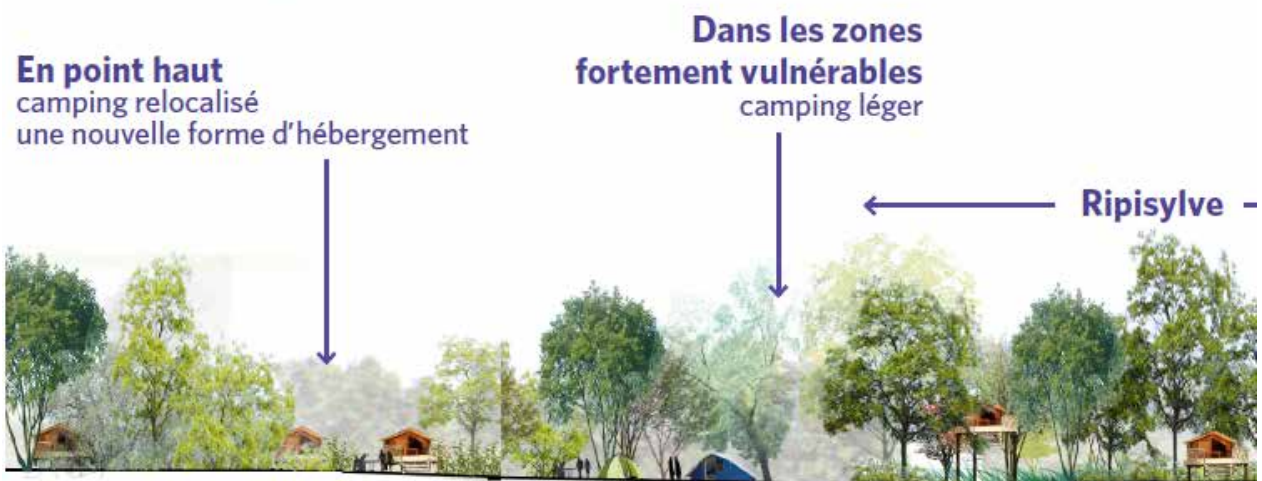 En point haut
camping relocalisé
une nouvelle forme d'hébergement
Dans les zones
fortement vulnérables
camping léger
Ripisylve